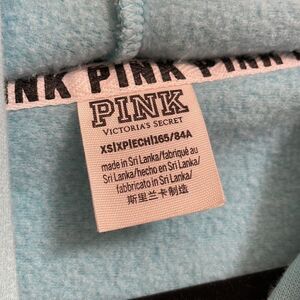 NK PINK PINK
PINK
VICTORIA'S SECRET
XS|XP|ECH|165/84A
made in Sri Lanka/fabriqué au
Sri Lanka/hecho en Sri Lanka/
fabbricato in Sri Lanka
斯里兰卡制造